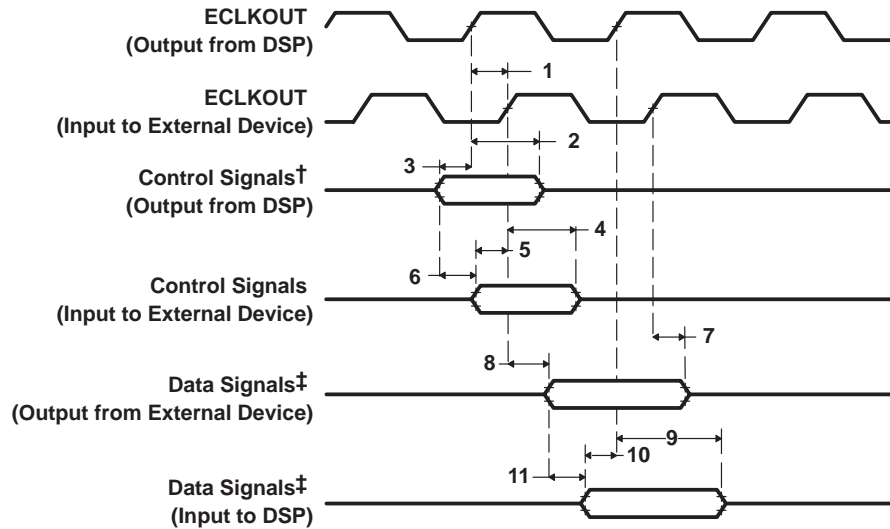 ECLKOUT
(Output from DSP)
1
ECLKOUT
(Input to External Device)
2
3
Control Signals†
(Output from DSP)
4
5
6
Control Signals
(Input to External Device)
7
8
Data Signals‡
(Output from External Device)
9
10
11
Data Signals‡
(Input to DSP)